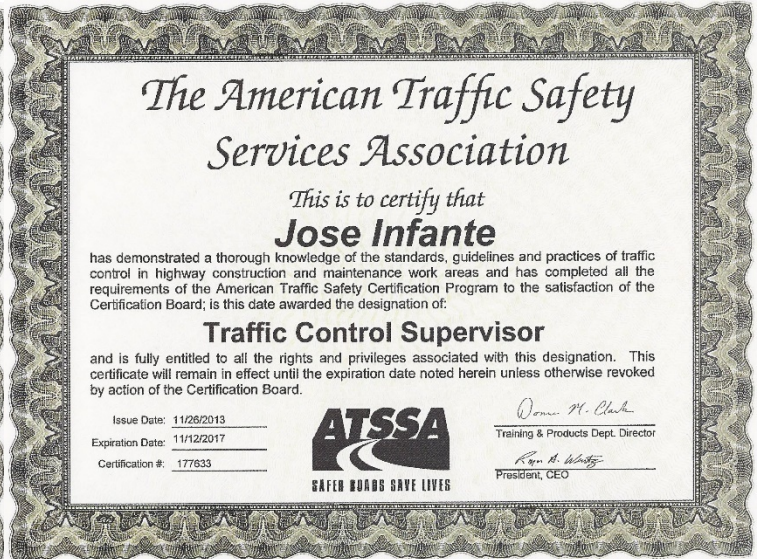 The American Traffic Safety
Services Association
This is to certify that
Jose Infante
has demonstrated a thorough knowledge of the standards, guidelines and practices of traffic
control in highway construction and maintenance work areas and has completed all the
requirements of the American Traffic Safety Certification Program to the satisfaction of the
Certification Board; is this date awarded the designation of:
Traffic Control Supervisor
and is fully entitled to all the rights and privileges associated with this designation. This
certificate will remain in effect until the expiration date noted herein unless otherwise revoked
by action of the Certification Board.
Issue Date: 11/26/2013
Expiration Date: 11/12/2017
Certification #: 177633
ATSSA
SAFER ROADS SAVE LIVES
Donna M. Clark
Training & Products Dept. Director
President, CEO